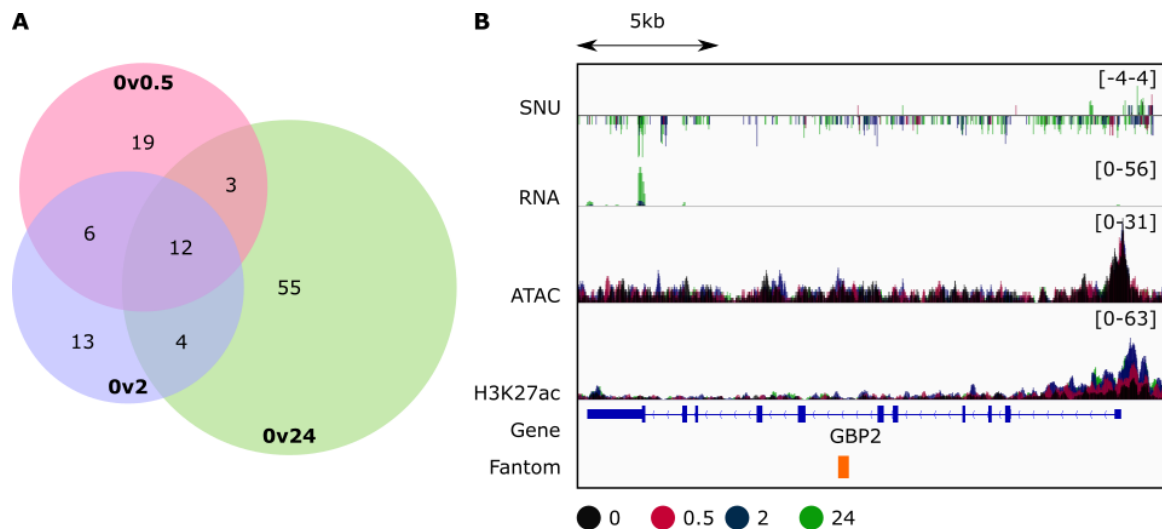 A
0v0.5
19
3
6
12
55
13
4
0v2
0v24
B
5kb
SNU
[-4-4]
RNA
[0-56]
ATAC
[0-31]
H3K27ac
[0-63]
Gene
GBP2
Fantom
0 0.5 2 24